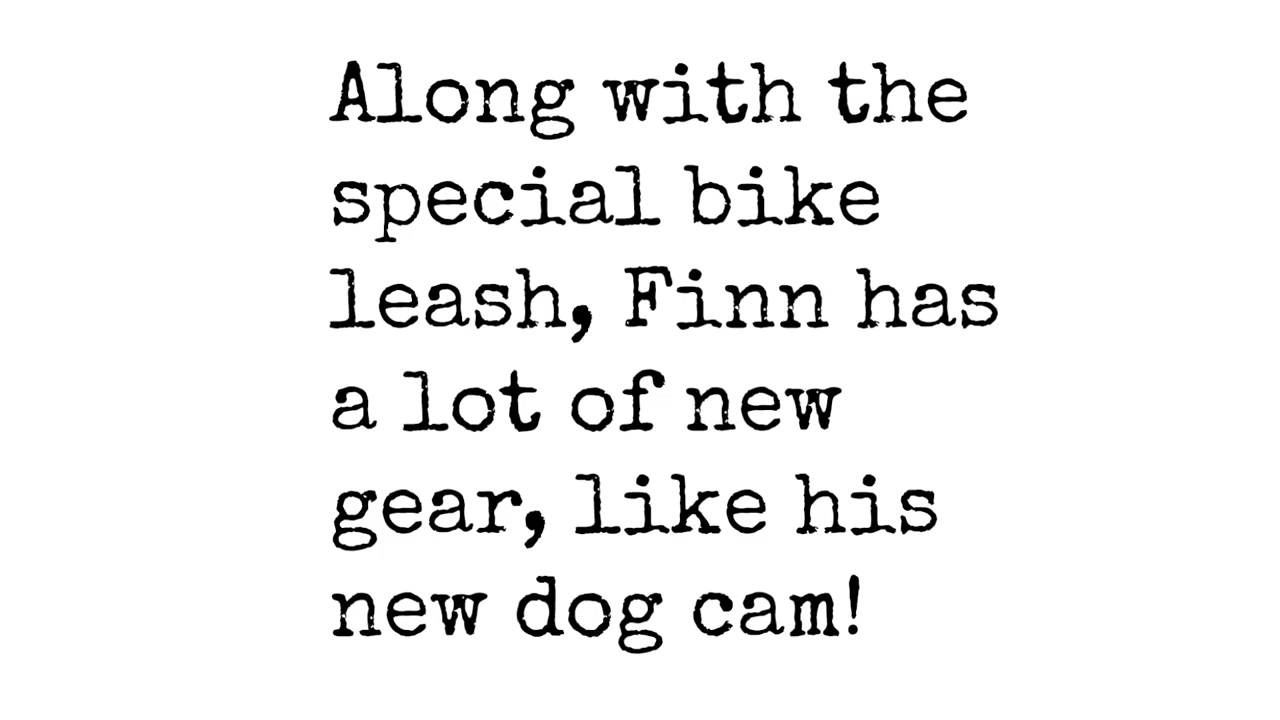 Along with the
special bike
leash, Finn has
a lot of new
gear, like his
new dog cam!